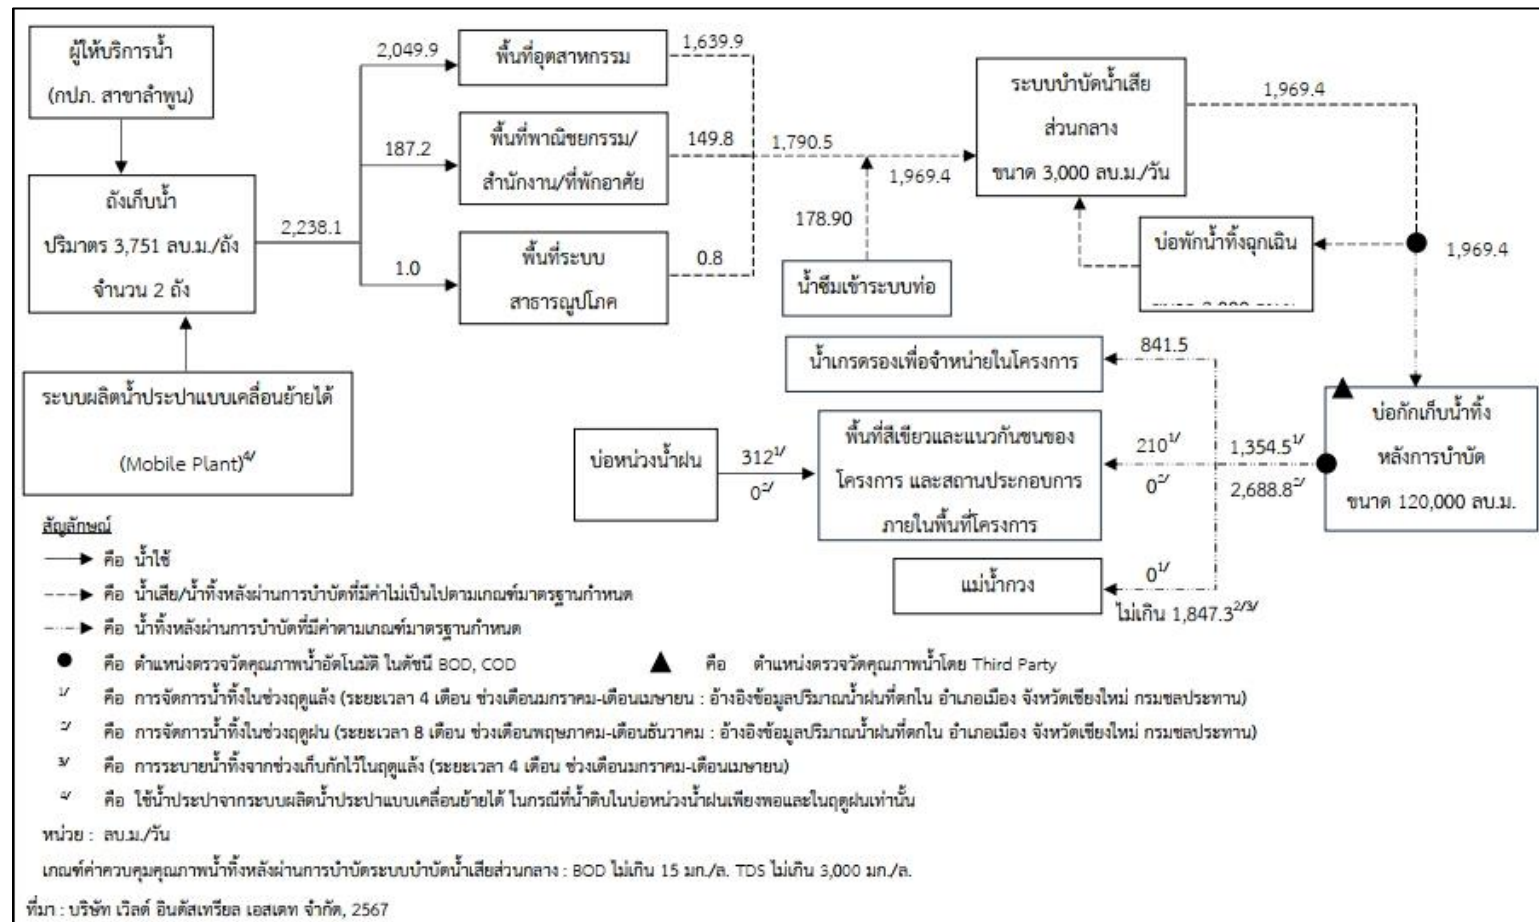 ผู้ให้บริการน้ำ
(กปภ. สาขาลำพูน)
ถังเก็บน้ำ
ปริมาตร 3,751 ลบ.ม./ถัง
จำนวน 2 ถัง
ระบบผลิตน้ำประปาแบบเคลื่อนย้ายได้
(Mobile Plant)4/
2,238.1
2,049.9
187.2
1.0
พื้นที่อุตสาหกรรม
พื้นที่พาณิชยกรรม/
สำนักงาน/ที่พักอาศัย
พื้นที่ระบบ
สาธารณูปโภค
1,639.9
149.8
0.8
1,790.5
1,969.4
178.90
น้ำซึมเข้าระบบท่อ
ระบบบำบัดน้ำเสีย
ส่วนกลาง
ขนาด 3,000 ลบ.ม./วัน
1,969.4
1,969.4
บ่อพักน้ำทิ้งฉุกเฉิน
บ่อกักเก็บน้ำทิ้ง
หลังการบำบัด
ขนาด 120,000 ลบ.ม.
1,354.51/
2,688.82/
841.5
น้ำเกรดรองเพื่อจำหน่ายในโครงการ
2101/
02/
พื้นที่สีเขียวและแนวกันชนของ
โครงการ และสถานประกอบการ
ภายในพื้นที่โครงการ
บ่อหน่วงน้ำฝน
3121/
02/
แม่น้ำกวง
01/
ไม่เกิน 1,847.32/3/
สัญลักษณ์
คือ น้ำใช้
คือ น้ำเสีย/น้ำทิ้งหลังผ่านการบำบัดที่มีค่าไม่เป็นไปตามเกณฑ์มาตรฐานกำหนด
คือ น้ำทิ้งหลังผ่านการบำบัดที่มีค่าตามเกณฑ์มาตรฐานกำหนด
คือ ตำแหน่งตรวจวัดคุณภาพน้ำอัตโนมัติ ในดัชนี BOD, COD
คือ ตำแหน่งตรวจวัดคุณภาพน้ำโดย Third Party
1/ คือ การจัดการน้ำทิ้งในช่วงฤดูแล้ง (ระยะเวลา 4 เดือน ช่วงเดือนมกราคม-เดือนเมษายน : อ้างอิงข้อมูลปริมาณน้ำฝนที่ตกใน อำเภอเมือง จังหวัดเชียงใหม่ กรมชลประทาน)
2/ คือ การจัดการน้ำทิ้งในช่วงฤดูฝน (ระยะเวลา 8 เดือน ช่วงเดือนพฤษภาคม-เดือนธันวาคม : อ้างอิงข้อมูลปริมาณน้ำฝนที่ตกใน อำเภอเมือง จังหวัดเชียงใหม่ กรมชลประทาน)
3/ คือ การระบายน้ำทิ้งจากช่วงเก็บกักไว้ในฤดูแล้ง (ระยะเวลา 4 เดือน ช่วงเดือนมกราคม-เดือนเมษายน)
4/ คือ ใช้น้ำประปาจากระบบผลิตน้ำประปาแบบเคลื่อนย้ายได้ ในกรณีที่น้ำดิบในบ่อหน่วงน้ำฝนเพียงพอและในฤดูฝนเท่านั้น
หน่วย : ลบ.ม./วัน
เกณฑ์ค่าควบคุมคุณภาพน้ำทิ้งหลังผ่านการบำบัดระบบบำบัดน้ำเสียส่วนกลาง : BOD ไม่เกิน 15 มก./ล. TDS ไม่เกิน 3,000 มก./ล.
ที่มา : บริษัท เวิลด์ อินดัสเทรียล เอสเตท จำกัด, 2567